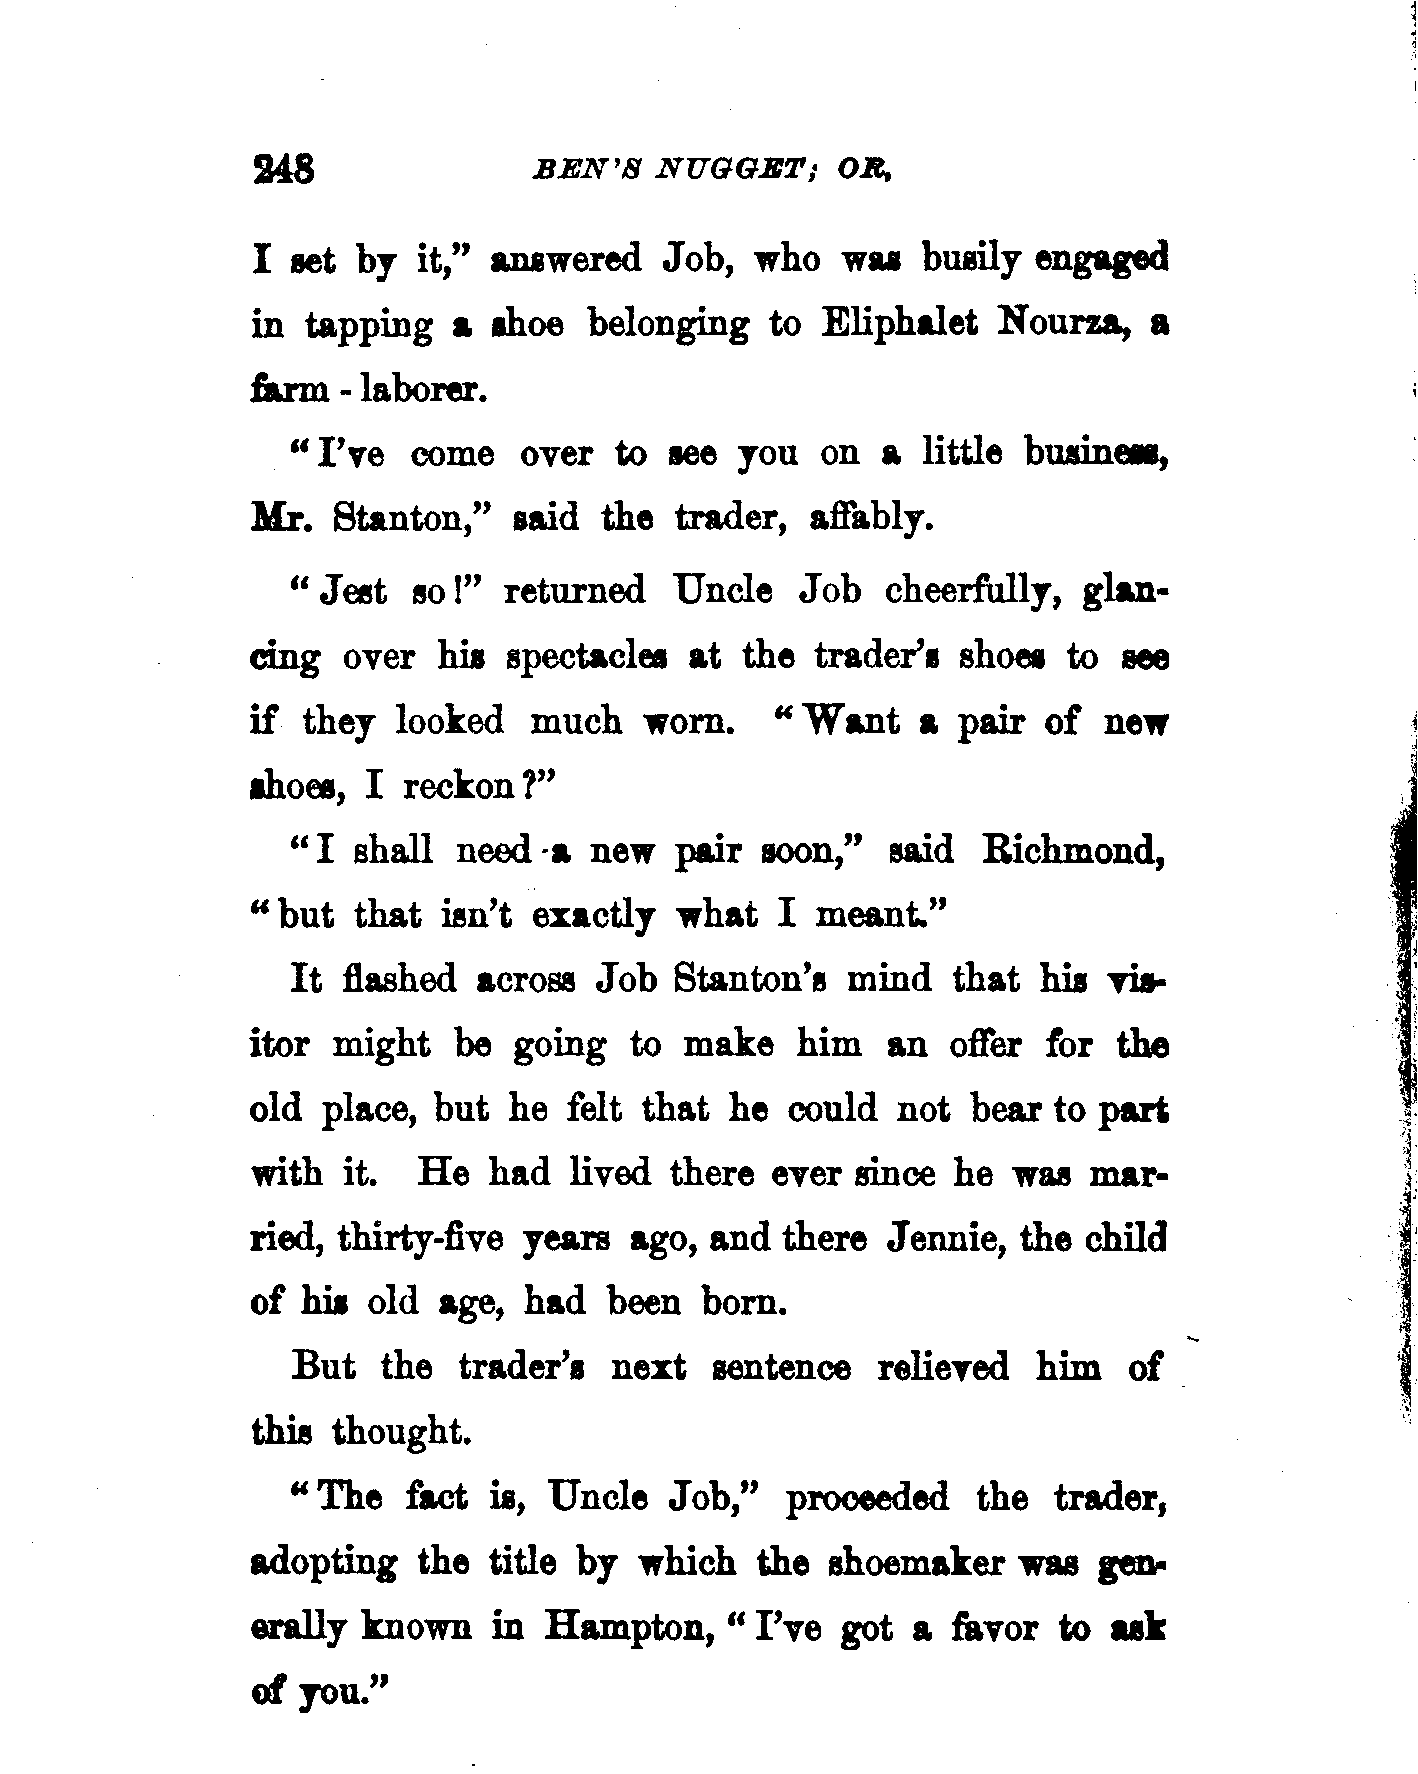 248 BEN'S NUGGET; OR,
I set by it,” answered Job, who was busily engaged
in tapping a shoe belonging to Eliphalet Nourza, a
farm-laborer.
“I've come over to see you on a little business,
Mr. Stanton,” said the trader, affably.
“Jest so!” returned Uncle Job cheerfully, glan-
cing over his spectacles at the trader's shoes to see
if they looked much worn. “Want a pair of new
shoes, I reckon?”
“I shall need a new pair soon,” said Richmond,
“but that isn't exactly what I meant.”
It flashed across Job Stanton's mind that his vis-
itor might be going to make him an offer for the
old place, but he felt that he could not bear to part
with it. He had lived there ever since he was mar-
ried, thirty-five years ago, and there Jennie, the child
of his old age, had been born.
But the trader's next sentence relieved him of
this thought.
“The fact is, Uncle Job,” proceeded the trader,
adopting the title by which the shoemaker was gen-
erally known in Hampton, “I've got a favor to ask
of you.”